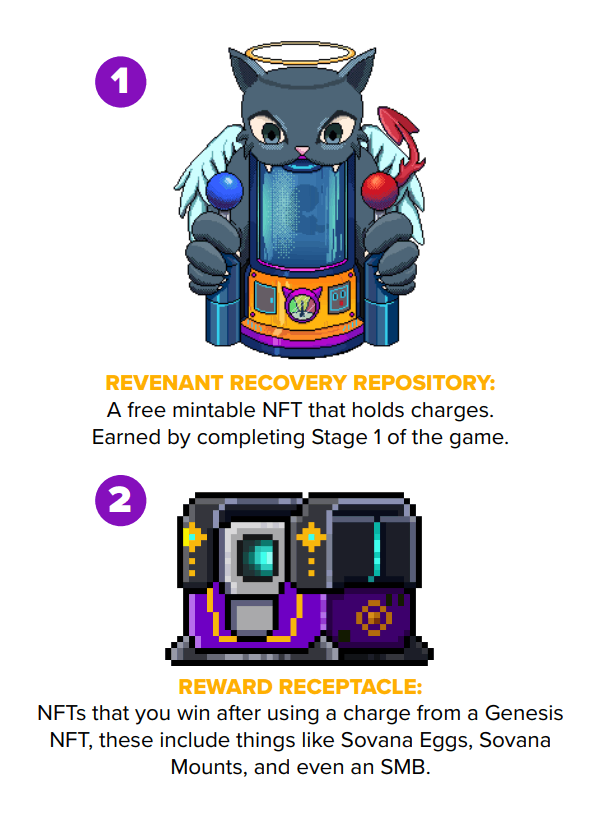 1
REVENANT RECOVERY REPOSITORY:
A free mintable NFT that holds charges.
Earned by completing Stage 1 of the game.
2
REWARD RECEPTACLE:
NFTs that you win after using a charge from a Genesis
NFT, these include things like Sovana Eggs, Sovana
Mounts, and even an SMB.